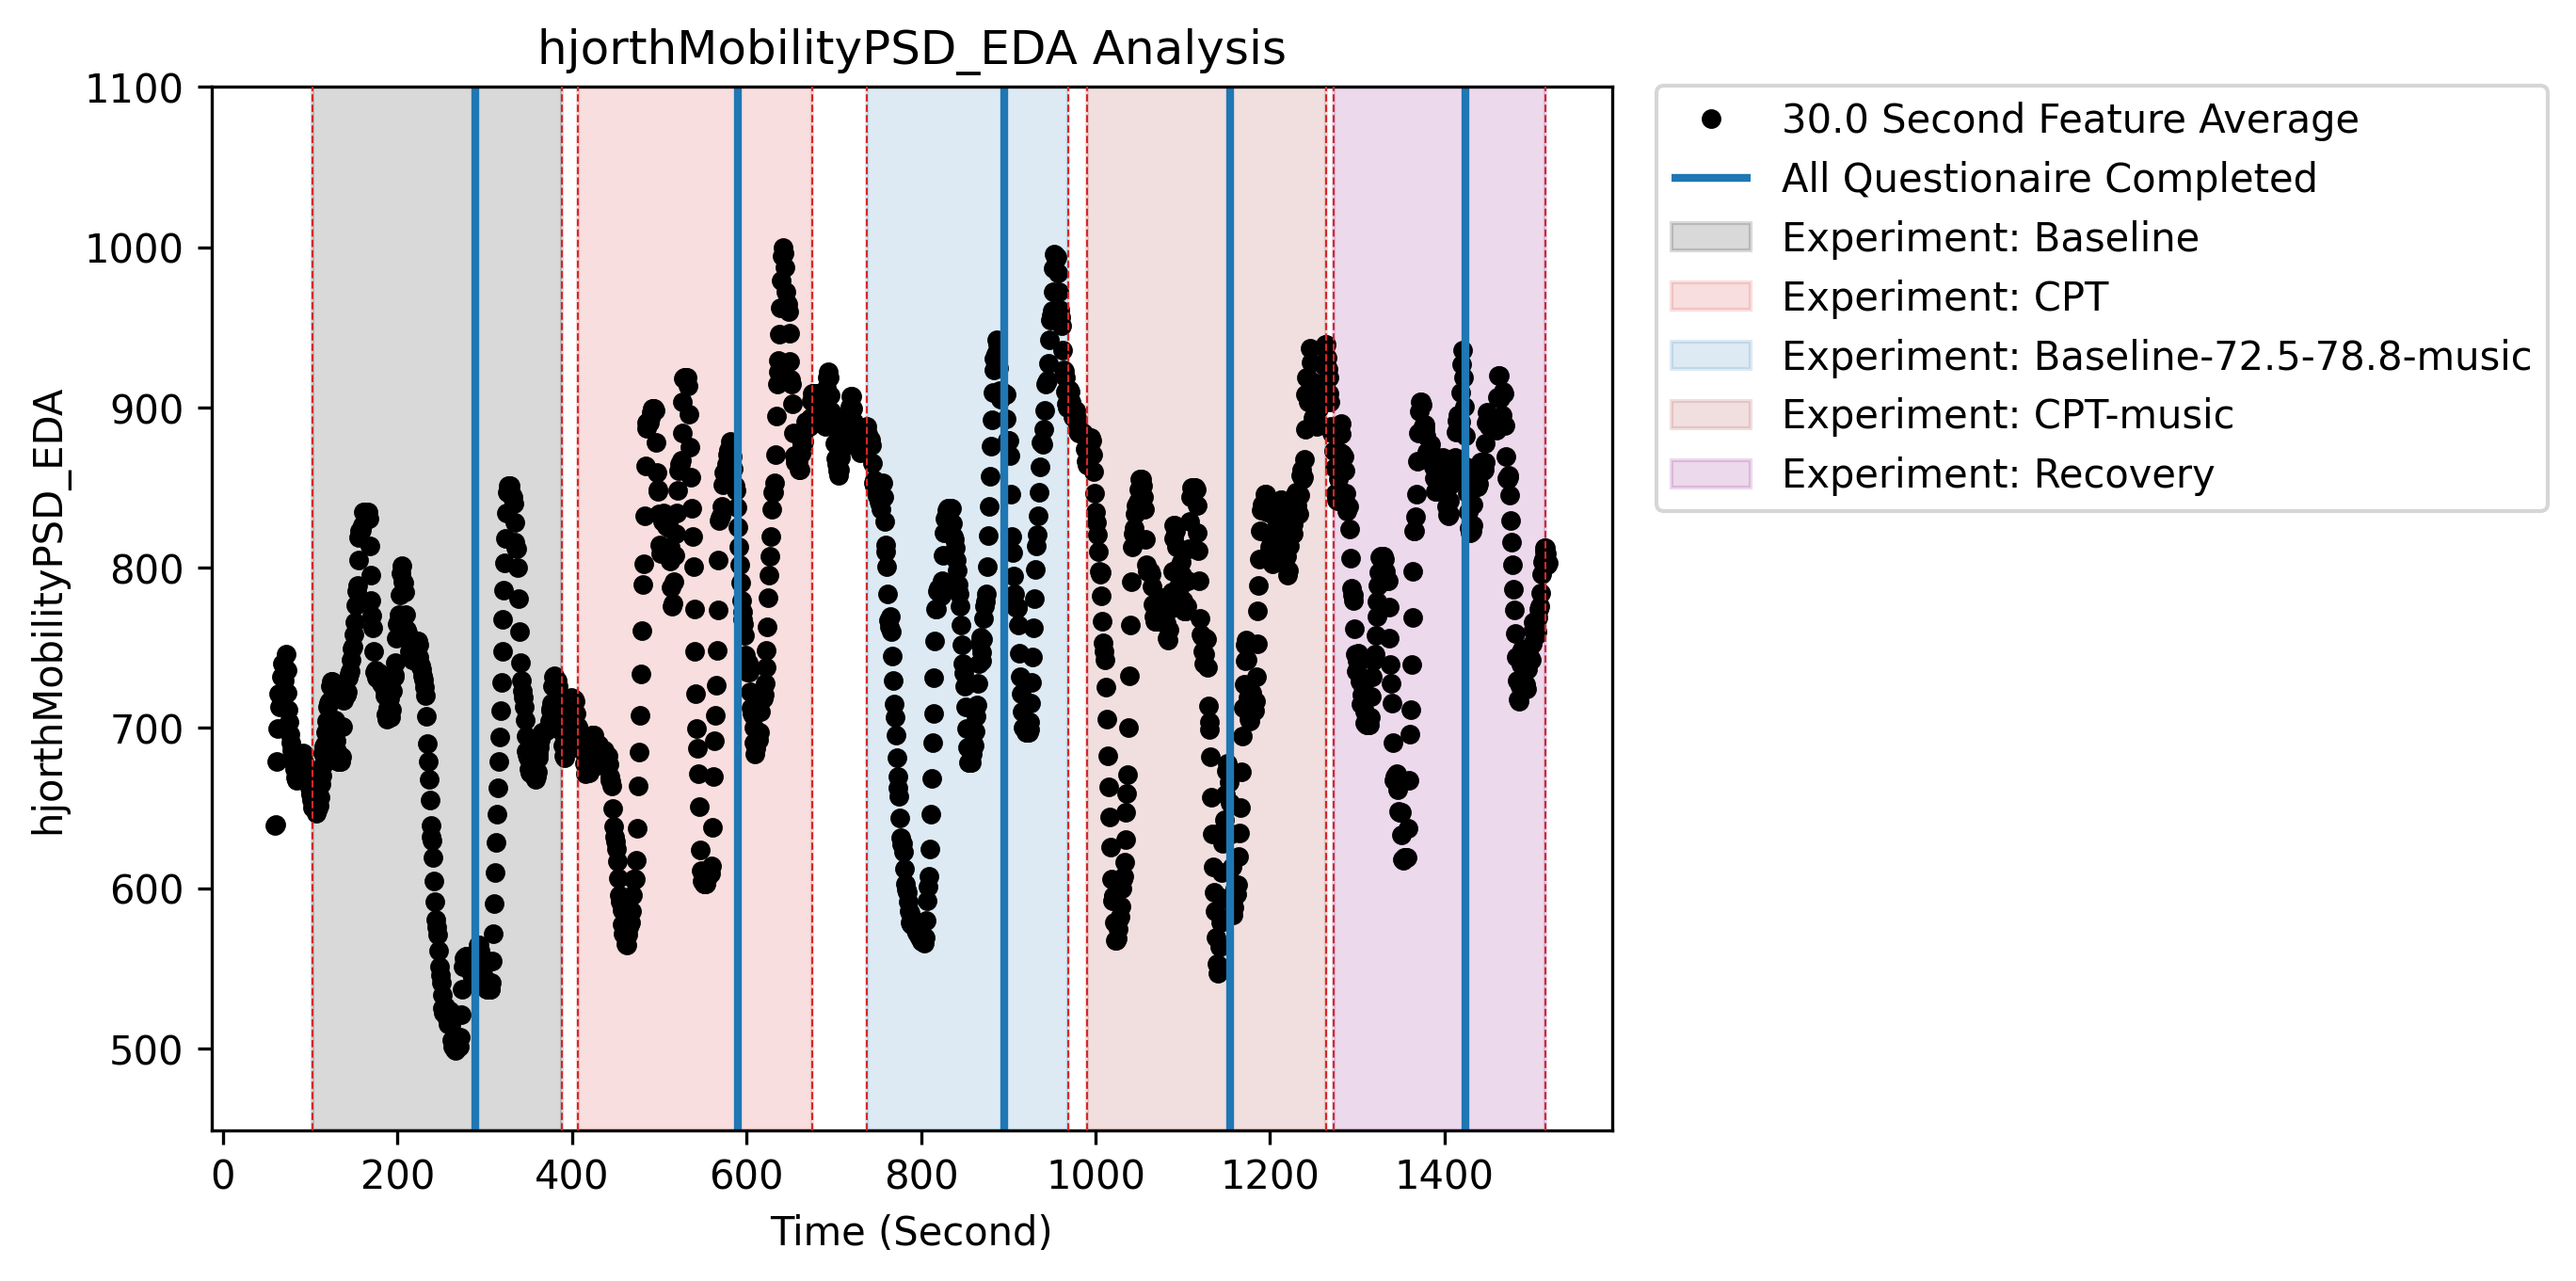 hjorthMobilityPSD_EDA Analysis
1100
1000
900
800
700
600
500
hjorthMobilityPSD_EDA
0 200 400 600 800 1000 1200 1400
Time (Second)
30.0 Second Feature Average
All Questionaire Completed
Experiment: Baseline
Experiment: CPT
Experiment: Baseline-72.5-78.8-music
Experiment: CPT-music
Experiment: Recovery